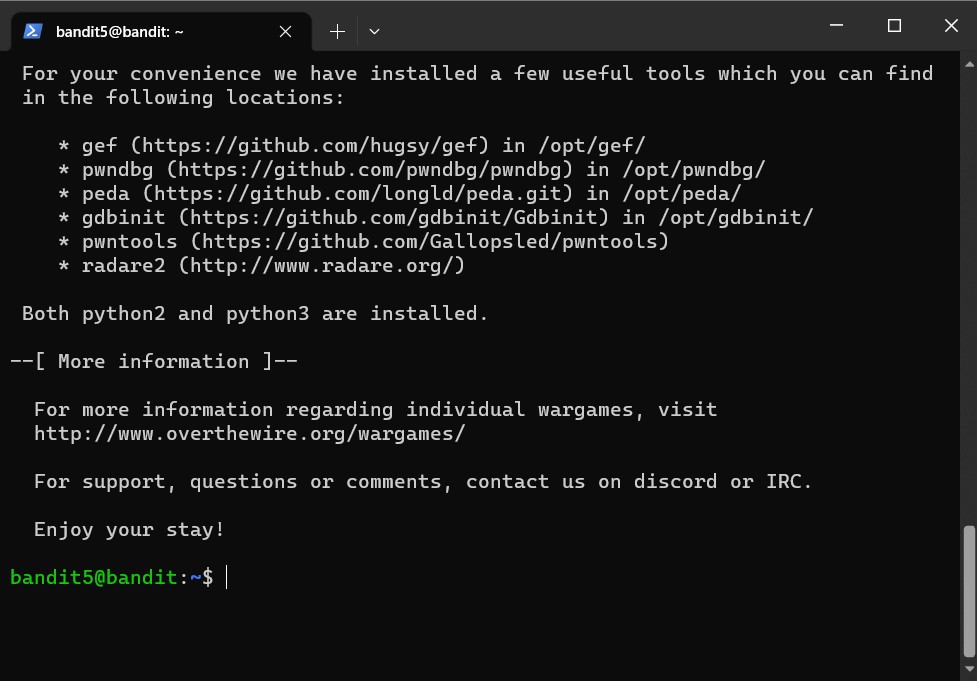 bandit5@bandit: ~
For your convenience we have installed a few useful tools which you can find
in the following locations:
* gef (https://github.com/hugsy/gef) in /opt/gef/
* pwndbg (https://github.com/pwndbg/pwndbg) in /opt/pwndbg/
* peda (https://github.com/longld/peda.git) in /opt/peda/
* gdbinit (https://github.com/gdbinit/Gdbinit) in /opt/gdbinit/
* pwntools (https://github.com/Gallopsled/pwntools)
* radare2 (http://www.radare.org/)
Both python2 and python3 are installed.
--[ More information ]--
For more information regarding individual wargames, visit
http://www.overthewire.org/wargames/
For support, questions or comments, contact us on discord or IRC.
Enjoy your stay!
bandit5@bandit:~$